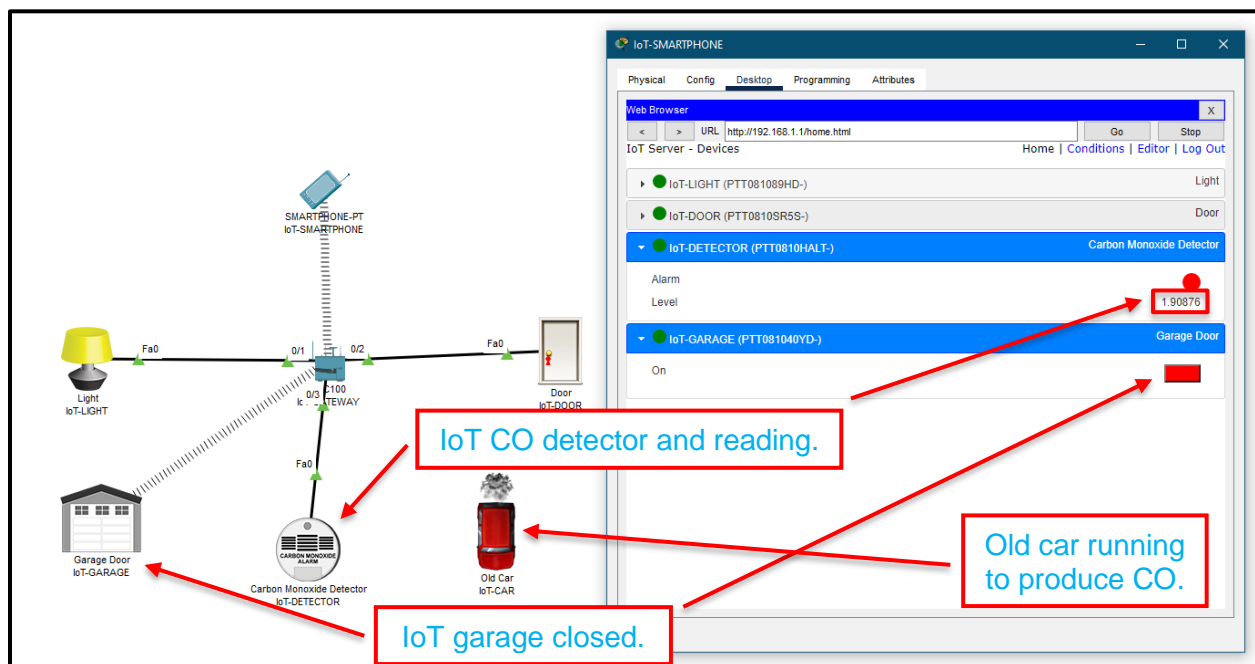 IoT-SMARTPHONE
Physical Config Desktop Programming Attributes
Web Browser X
< > URL http://192.168.1.1/home.html Go Stop
IoT Server - Devices Home | Conditions | Editor | Log Out
IoT-LIGHT (PTT081089HD-) Light
IoT-DOOR (PTT0810SR5S-) Door
IoT-DETECTOR (PTT0810HALT-) Carbon Monoxide Detector
Alarm
Level 1.90876
IoT-GARAGE (PTT081040YD-) Garage Door
On
SMARTPHONE-PT
IoT-SMARTPHONE
Fa0 0/1 0/2 Fa0
0/3 C100
TEWAY
Light
IoT-LIGHT
Door
IoT-DOOR
IoT CO detector and reading.
Fa0
CARBON MONOXIDE
ALARM
Garage Door
IoT-GARAGE
Carbon Monoxide Detector
IoT-DETECTOR
Old Car
IoT-CAR
Old car running
to produce CO.
IoT garage closed.